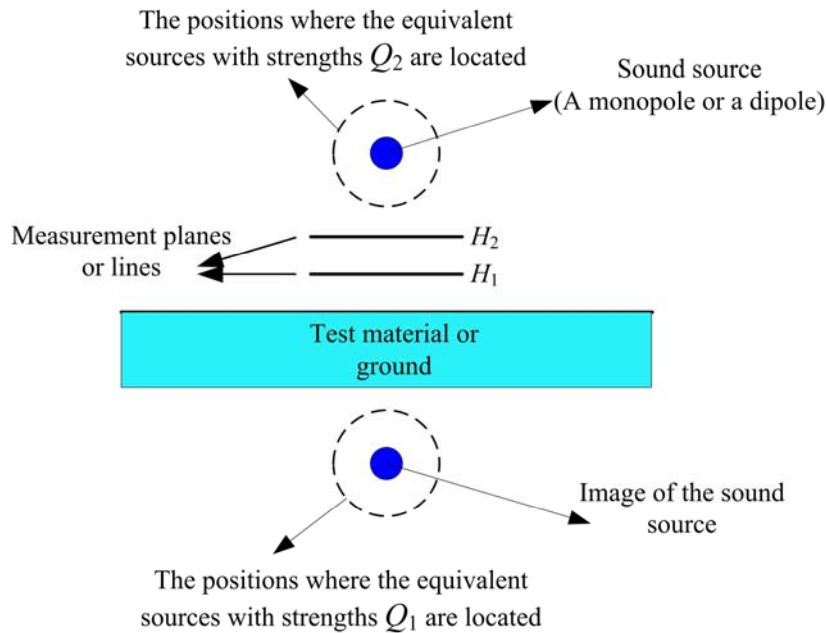 The positions where the equivalent
sources with strengths Q₂ are located
Sound source
(A monopole or a dipole)
Measurement planes
or lines
H₂
H₁
Test material or
ground
Image of the sound
source
The positions where the equivalent
sources with strengths Q₁ are located